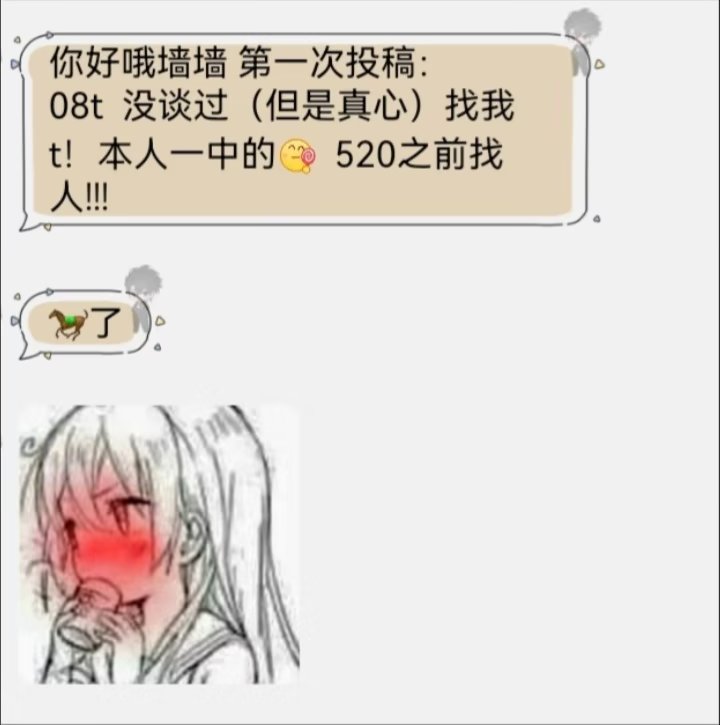 你好哦墙墙 第一次投稿：
08t 没谈过（但是真心）找我
t！本人一中的 520之前找
人!!!
了